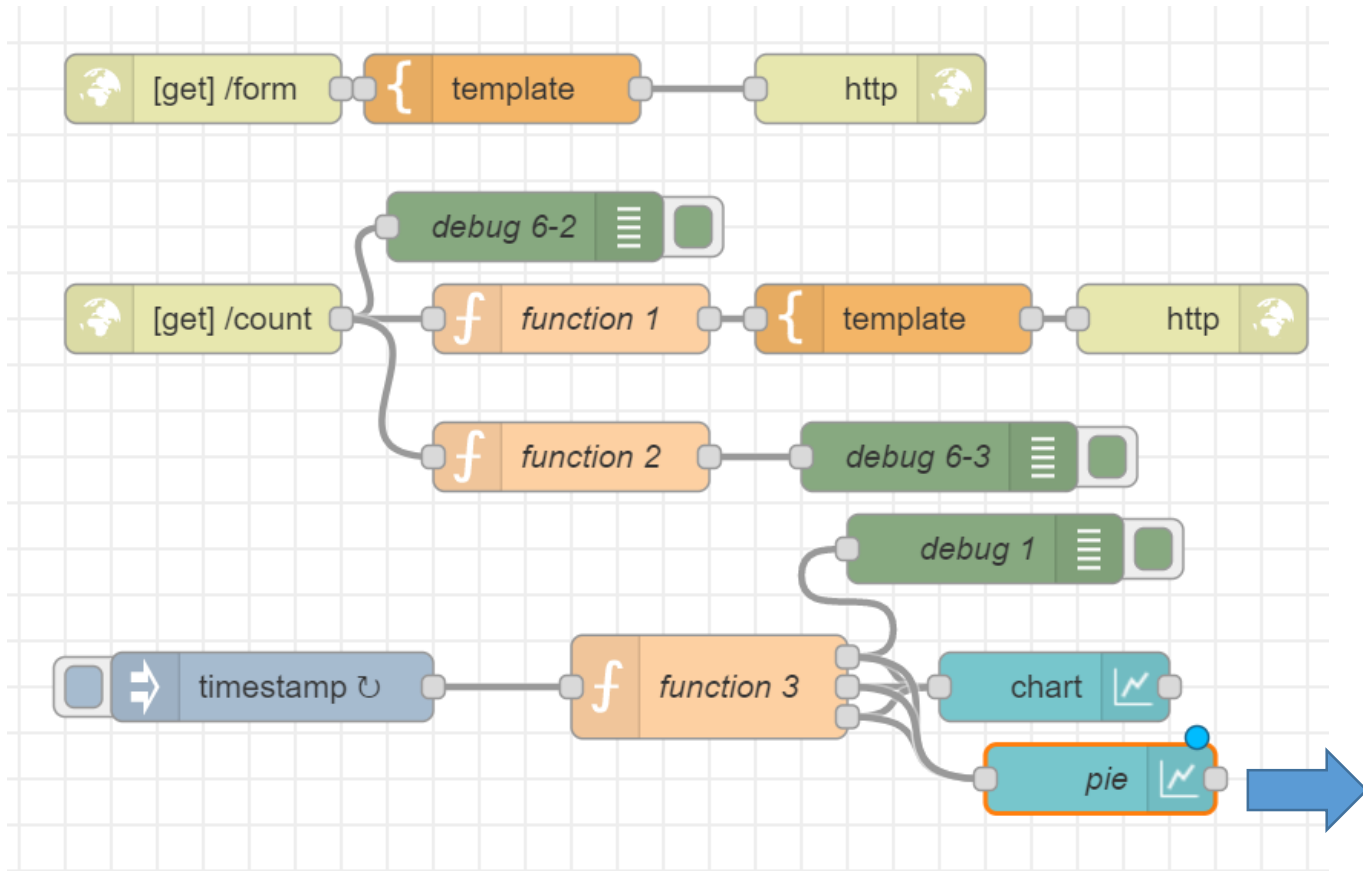 [get] /form
template
http
debug 6-2
[get] /count
function 1
template
http
function 2
debug 6-3
debug 1
timestamp ↻
function 3
chart
pie